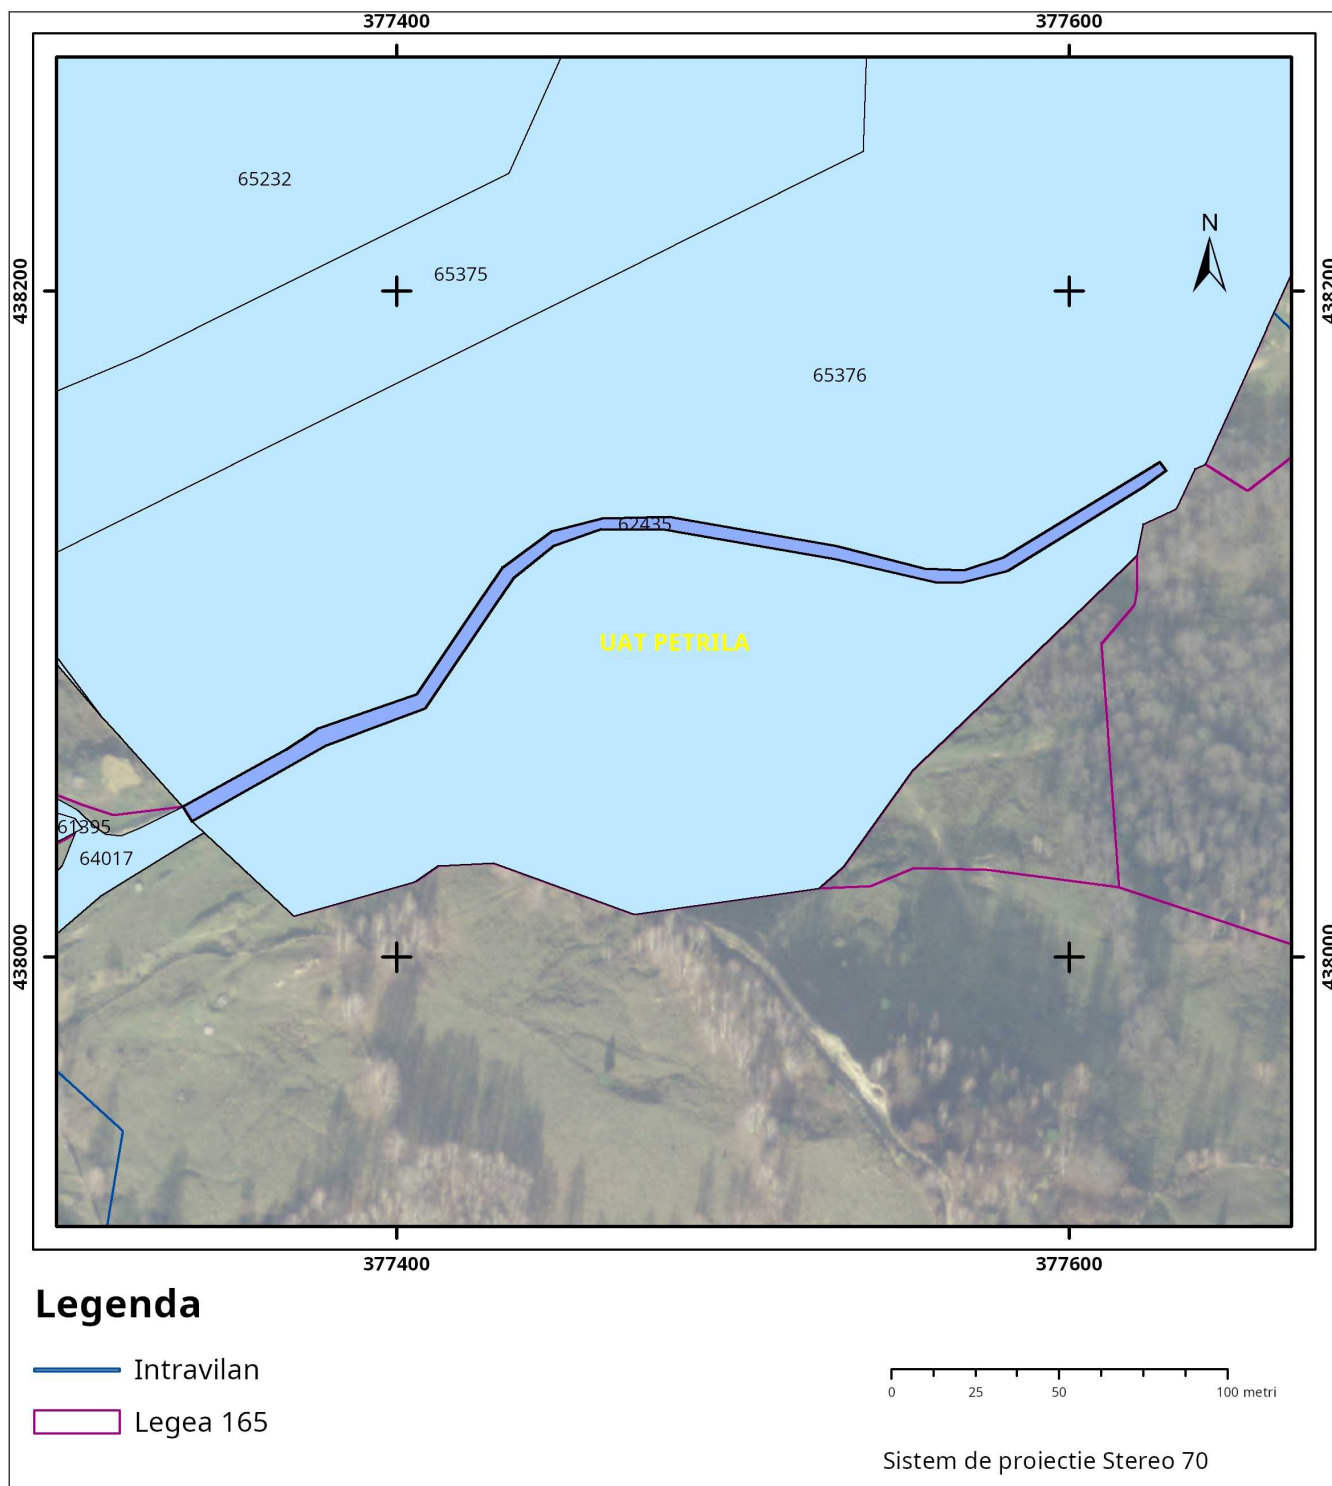 377400 377600
65232
N
65375
438200 438200
65376
62435
UAT PETRILA
61395
64017
438000 438000
377400 377600
Legenda
Intravilan
Legea 165
0 25 50 100 metri
Sistem de proiectie Stereo 70